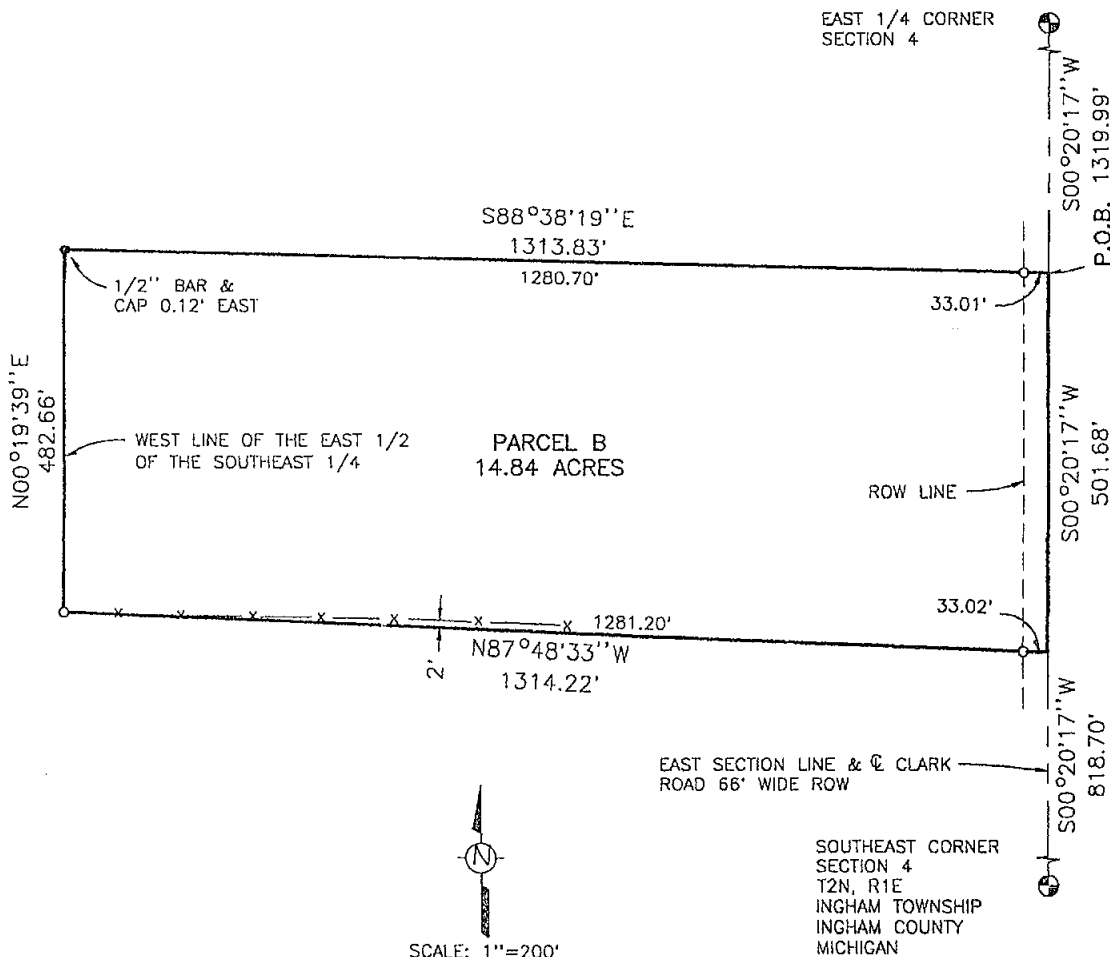 EAST 1/4 CORNER
SECTION 4
S00°20'17''W
1319.99'
P.O.B.
S88°38'19''E
1313.83'
1280.70'
33.01'
1/2'' BAR &
CAP 0.12' EAST
N00°19'39''E
482.66'
WEST LINE OF THE EAST 1/2
OF THE SOUTHEAST 1/4
PARCEL B
14.84 ACRES
ROW LINE
S00°20'17''W
501.68'
33.02'
x x x x x x x
1281.20'
2'
N87°48'33''W
1314.22'
EAST SECTION LINE & ℄ CLARK
ROAD 66' WIDE ROW
S00°20'17''W
818.70'
N
SCALE: 1''=200'
SOUTHEAST CORNER
SECTION 4
T2N, R1E
INGHAM TOWNSHIP
INGHAM COUNTY
MICHIGAN